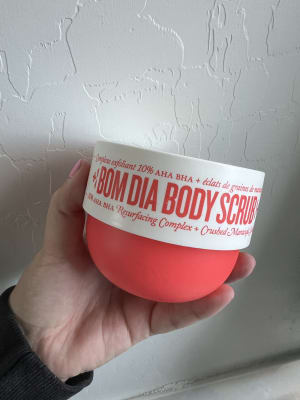 Complexe exfoliant 10% AHA BHA + éclats de graines de
BOM DIA BODY SCRUB
10% AHA BHA Resurfacing Complex + Crushed